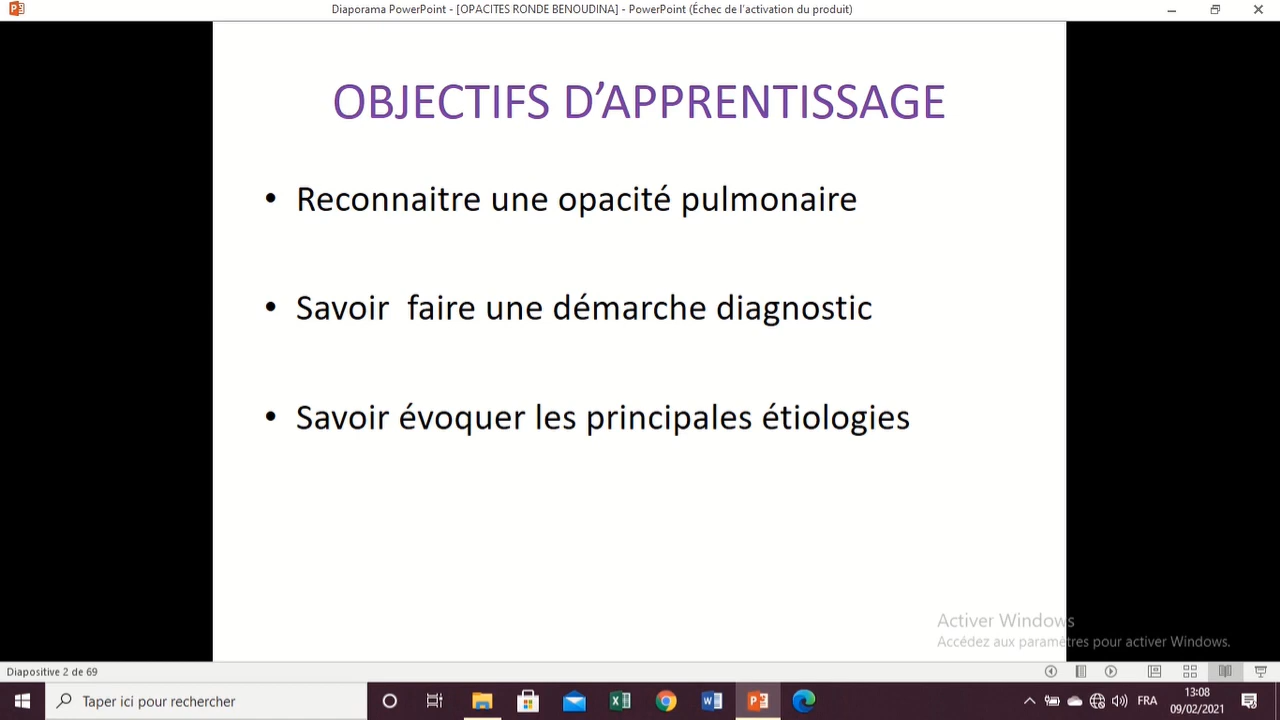 Diaporama PowerPoint - [OPACITES RONDE BENOUDINA] - PowerPoint (Échec de l'activation du produit)
OBJECTIFS D’APPRENTISSAGE
• Reconnaitre une opacité pulmonaire
• Savoir faire une démarche diagnostic
• Savoir évoquer les principales étiologies
Activer Windows
Accédez aux paramètres pour activer Windows.
Diapositive 2 de 69
Taper ici pour rechercher
FRA
13:08
09/02/2021